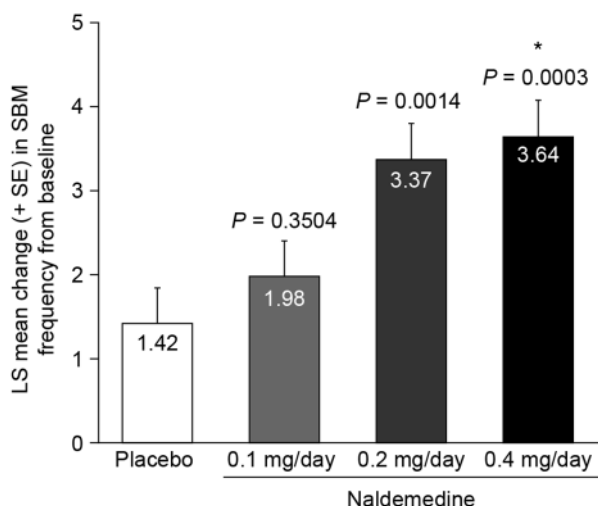 LS mean change (+ SE) in SBM
frequency from baseline
5
4
3
2
1
0
1.42
P = 0.3504
1.98
P = 0.0014
3.37
*
P = 0.0003
3.64
Placebo
0.1 mg/day
0.2 mg/day
0.4 mg/day
Naldemedine